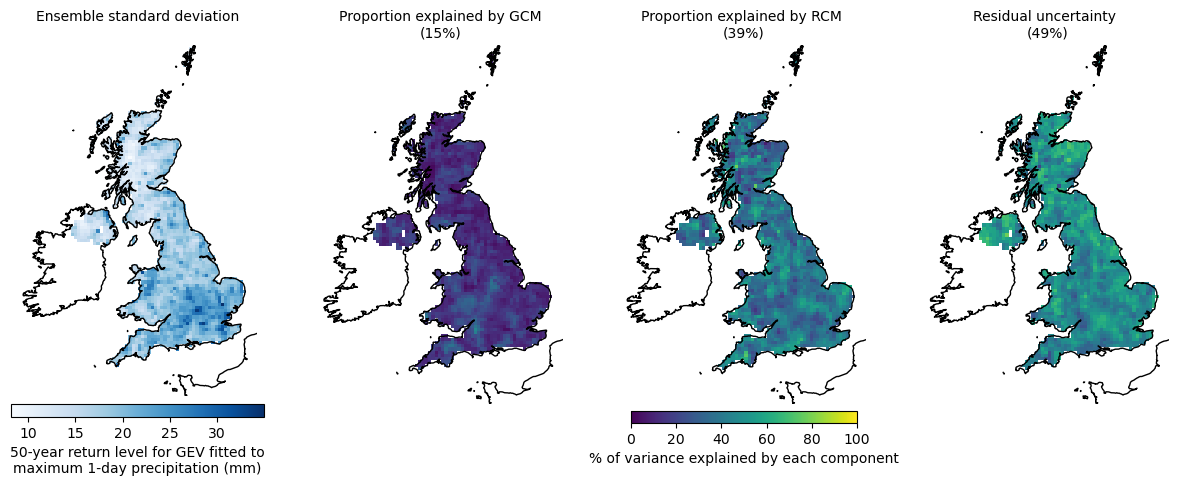 Ensemble standard deviation
Proportion explained by GCM
(15%)
Proportion explained by RCM
(39%)
Residual uncertainty
(49%)
10 15 20 25 30
50-year return level for GEV fitted to
maximum 1-day precipitation (mm)
0 20 40 60 80 100
% of variance explained by each component